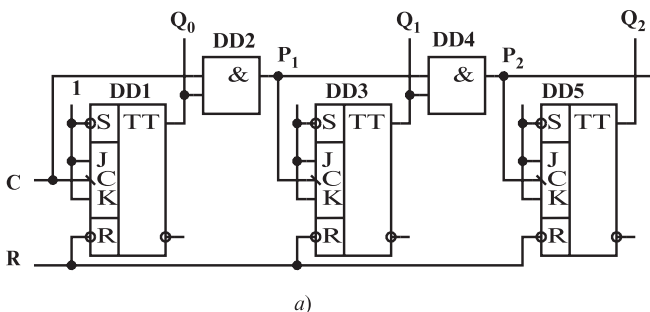 Q0 Q1 Q2
DD2 DD4
1 DD1 & P1 DD3 & P2 DD5
S TT S TT S TT
J J J
C C C C
K K K
R R R
R
a)